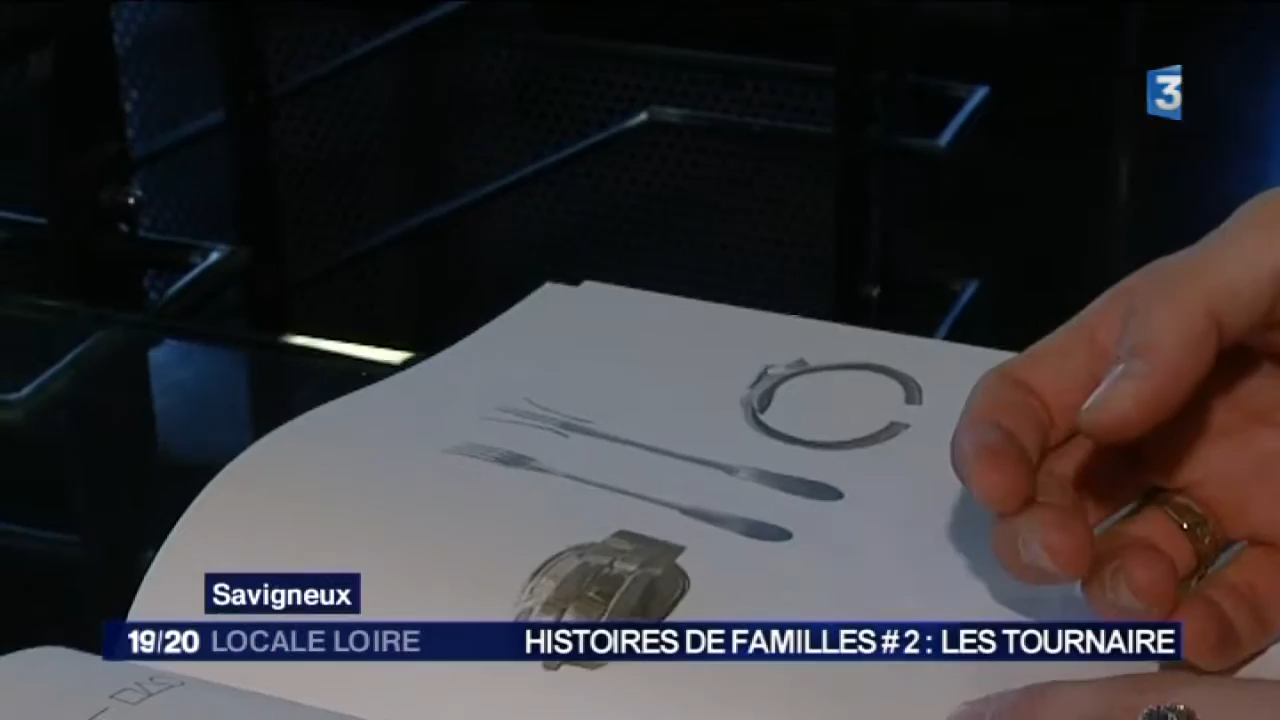 3
Savigneux
19/20 LOCALE LOIRE
HISTOIRES DE FAMILLES #2 : LES TOURNAIRE